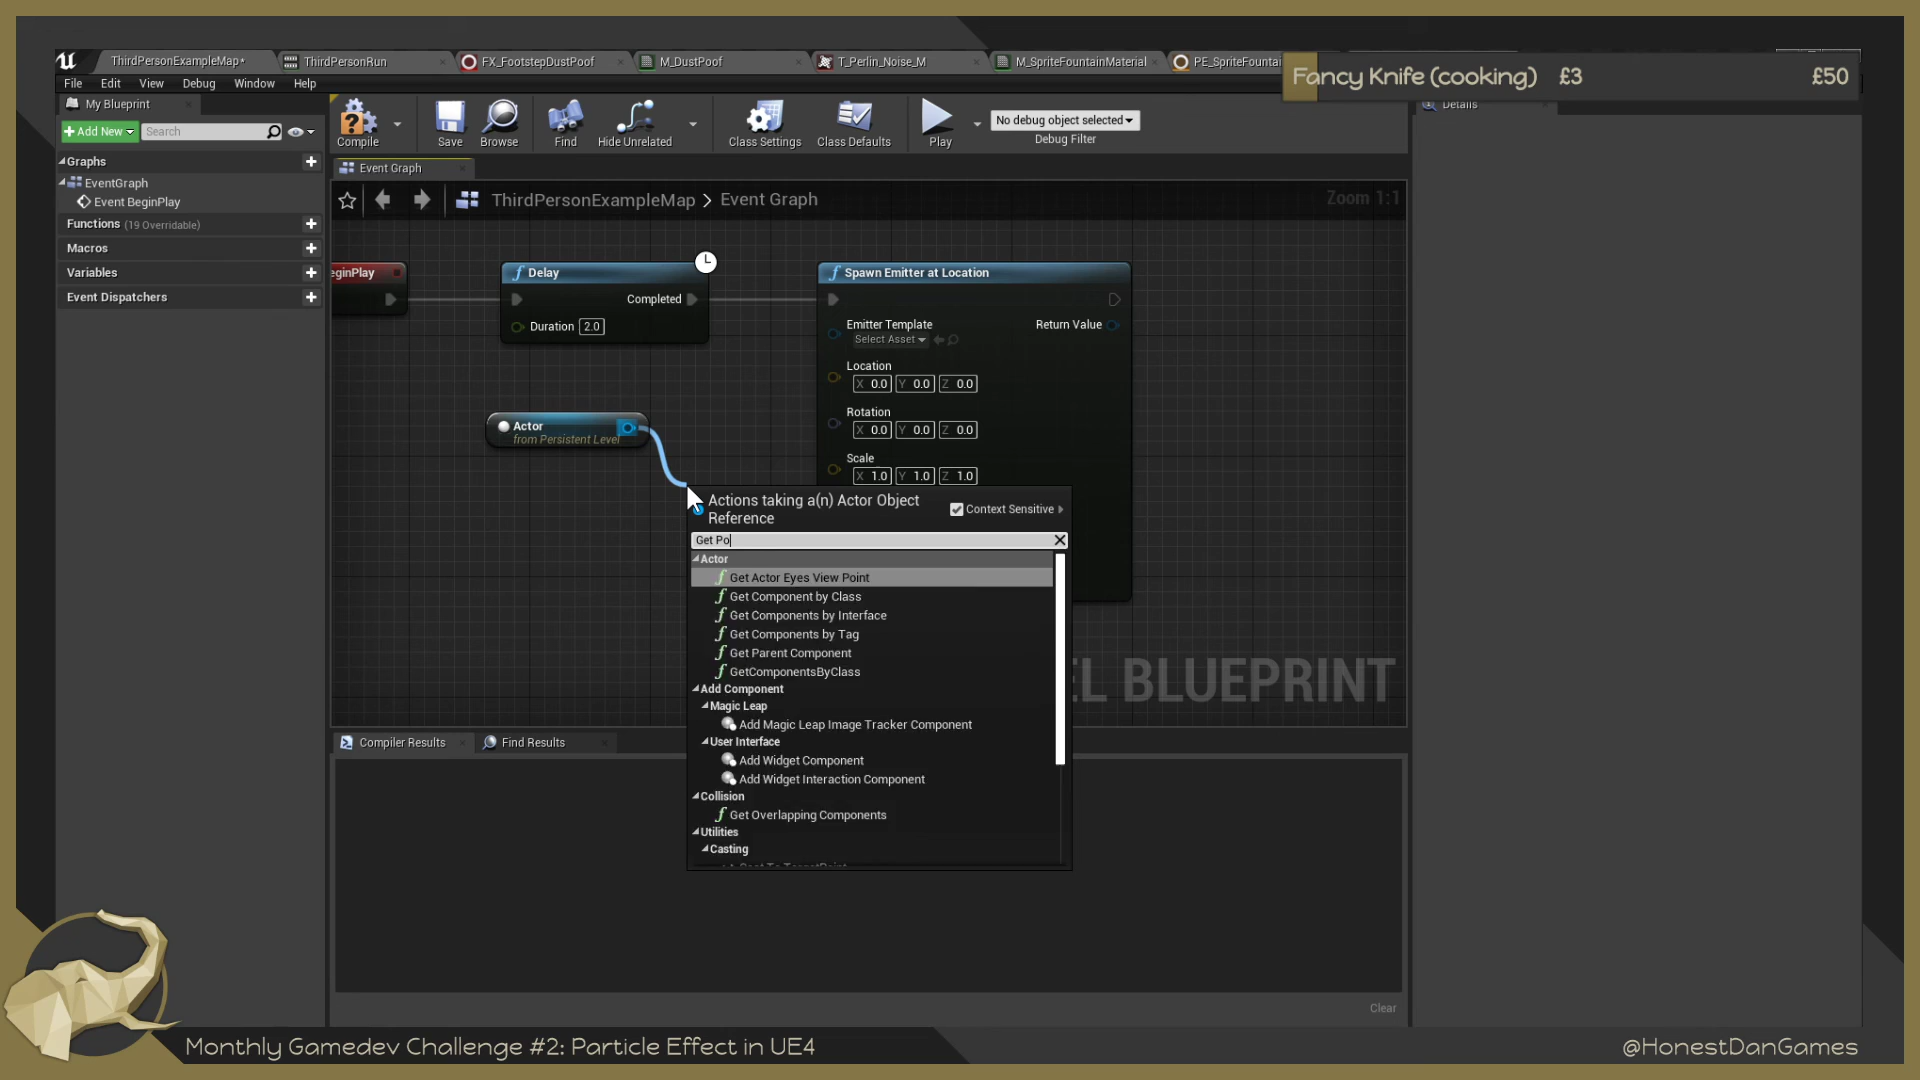 ThirdPersonExampleMap*
ThirdPersonRun
FX_FootstepDustPoof
M_DustPoof
T_Perlin_Noise_M
M_SpriteFountainMaterial
PE_SpriteFountai
Fancy Knife (cooking) £3 £50
File Edit View Debug Window Help
My Blueprint
Details
Add New
Search
Compile
Save
Browse
Find
Hide Unrelated
Class Settings
Class Defaults
Play
No debug object selected
Debug Filter
Graphs
EventGraph
Event BeginPlay
Functions (19 Overridable)
Macros
Variables
Event Dispatchers
Event Graph
ThirdPersonExampleMap > Event Graph
Zoom 1:1
eginPlay
Delay
Completed
Duration 2.0
Spawn Emitter at Location
Emitter Template
Select Asset
Return Value
Location
X 0.0 Y 0.0 Z 0.0
Rotation
X 0.0 Y 0.0 Z 0.0
Scale
X 1.0 Y 1.0 Z 1.0
Actor
from Persistent Level
Actions taking a(n) Actor Object
Reference
Context Sensitive
Get Po
Actor
Get Actor Eyes View Point
Get Component by Class
Get Components by Interface
Get Components by Tag
Get Parent Component
GetComponentsByClass
Add Component
Magic Leap
Add Magic Leap Image Tracker Component
User Interface
Add Widget Component
Add Widget Interaction Component
Collision
Get Overlapping Components
Utilities
Casting
EL BLUEPRINT
Compiler Results
Find Results
Clear
Monthly Gamedev Challenge #2: Particle Effect in UE4
@HonestDanGames